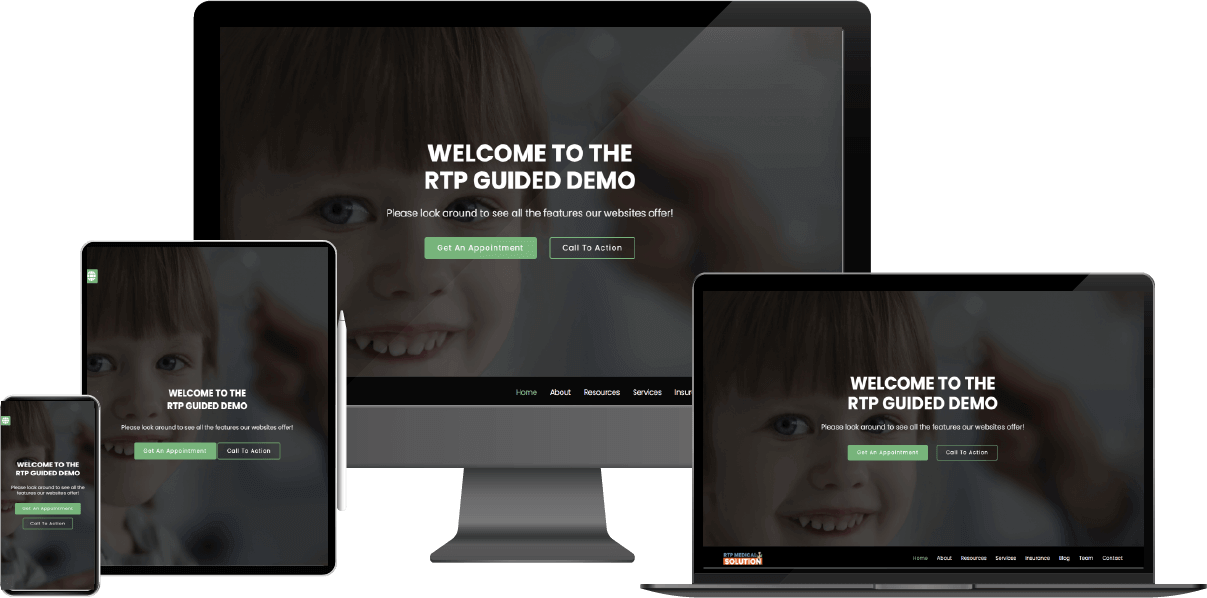 WELCOME TO THE
RTP GUIDED DEMO
Please look around to see all the features our websites offer!
Get An Appointment
Call To Action
Home About Resources Services Insur
WELCOME TO THE
RTP GUIDED DEMO
Please look around to see all the features our websites offer!
Get An Appointment
Call To Action
WELCOME TO THE
RTP GUIDED DEMO
Please look around to see all the
features our websites offer!
Get An Appointment
Call To Action
WELCOME TO THE
RTP GUIDED DEMO
Please look around to see all the features our websites offer!
Get An Appointment
Call To Action
RTP MEDICAL
SOLUTION
Home About Resources Services Insurance Blog Team Contact